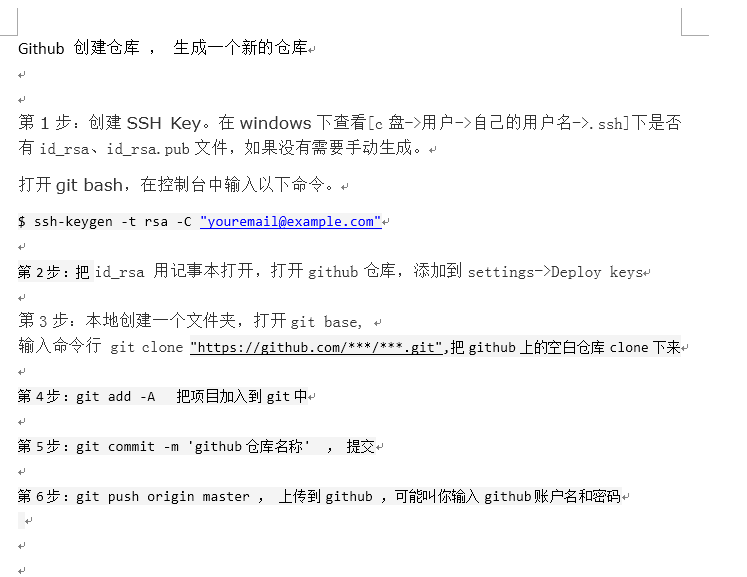 Github 创建仓库 ， 生成一个新的仓库
第 1 步：创建 SSH Key。在 windows 下查看[c 盘->用户->自己的用户名->.ssh]下是否
有 id_rsa、id_rsa.pub 文件，如果没有需要手动生成。
打开 git bash，在控制台中输入以下命令。
$ ssh-keygen -t rsa -C "youremail@example.com"
第 2 步：把 id_rsa 用记事本打开，打开 github 仓库，添加到 settings->Deploy keys
第 3 步：本地创建一个文件夹，打开 git base,
输入命令行 git clone "https://github.com/***/***.git",把 github 上的空白仓库 clone 下来
第 4 步：git add -A 把项目加入到 git 中
第 5 步：git commit -m 'github 仓库名称' ， 提交
第 6 步：git push origin master ， 上传到 github ，可能叫你输入 github 账户名和密码